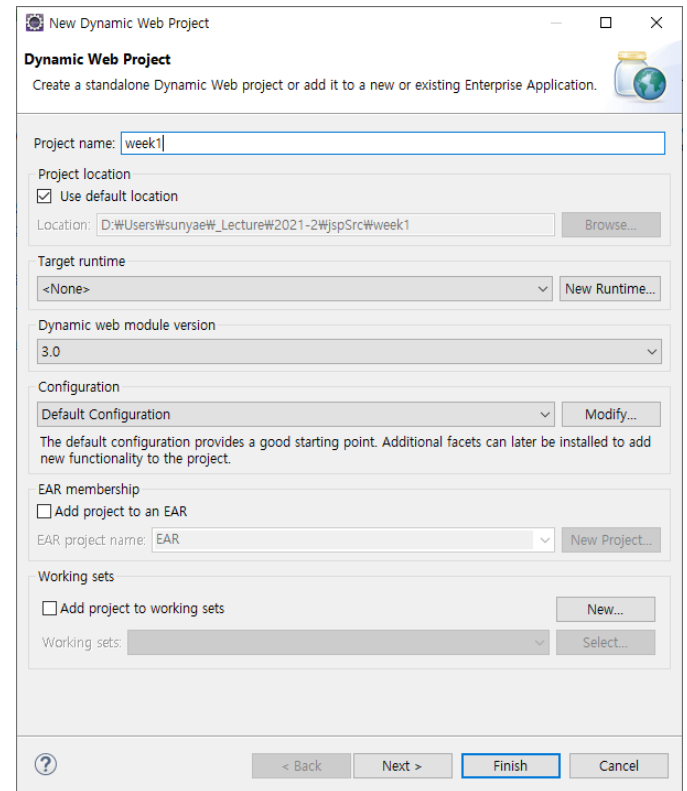 New Dynamic Web Project
Dynamic Web Project
Create a standalone Dynamic Web project or add it to a new or existing Enterprise Application.
Project name: week1
Project location
Use default location
Location: D:₩Users₩sunyae₩_Lecture₩2021-2₩jspSrc₩week1 Browse...
Target runtime
<None> New Runtime...
Dynamic web module version
3.0
Configuration
Default Configuration Modify...
The default configuration provides a good starting point. Additional facets can later be installed to add
new functionality to the project.
EAR membership
Add project to an EAR
EAR project name: EAR New Project...
Working sets
Add project to working sets New...
Working sets: Select...
? < Back Next > Finish Cancel